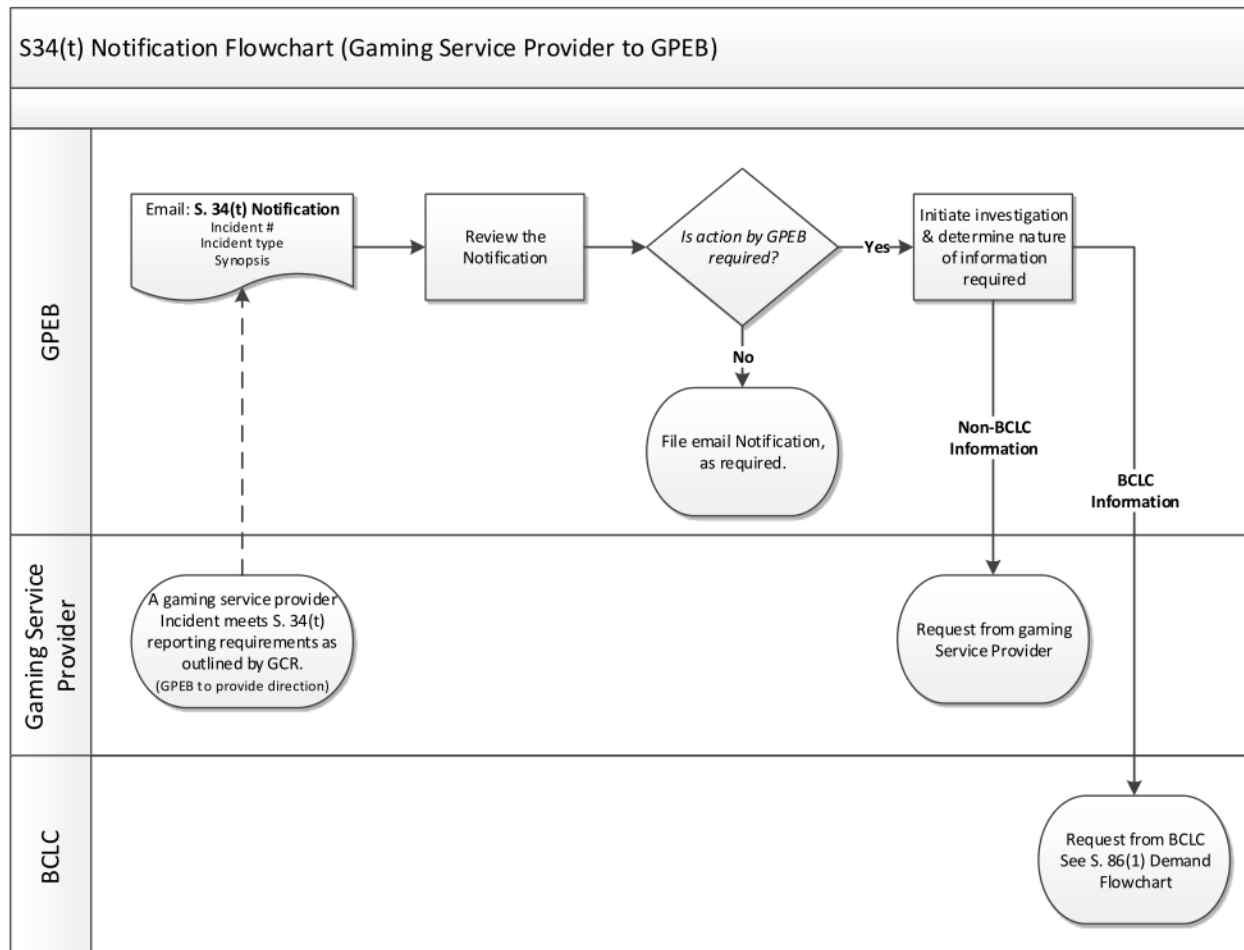 S34(t) Notification Flowchart (Gaming Service Provider to GPEB)
GPEB
Email: S. 34(t) Notification
Incident #
Incident type
Synopsis
Review the
Notification
Is action by GPEB
required?
Yes
Initiate investigation
& determine nature
of information
required
No
File email Notification,
as required.
Non-BCLC
Information
BCLC
Information
Gaming Service
Provider
A gaming service provider
Incident meets S. 34(t)
reporting requirements as
outlined by GCR.
(GPEB to provide direction)
Request from gaming
Service Provider
BCLC
Request from BCLC
See S. 86(1) Demand
Flowchart